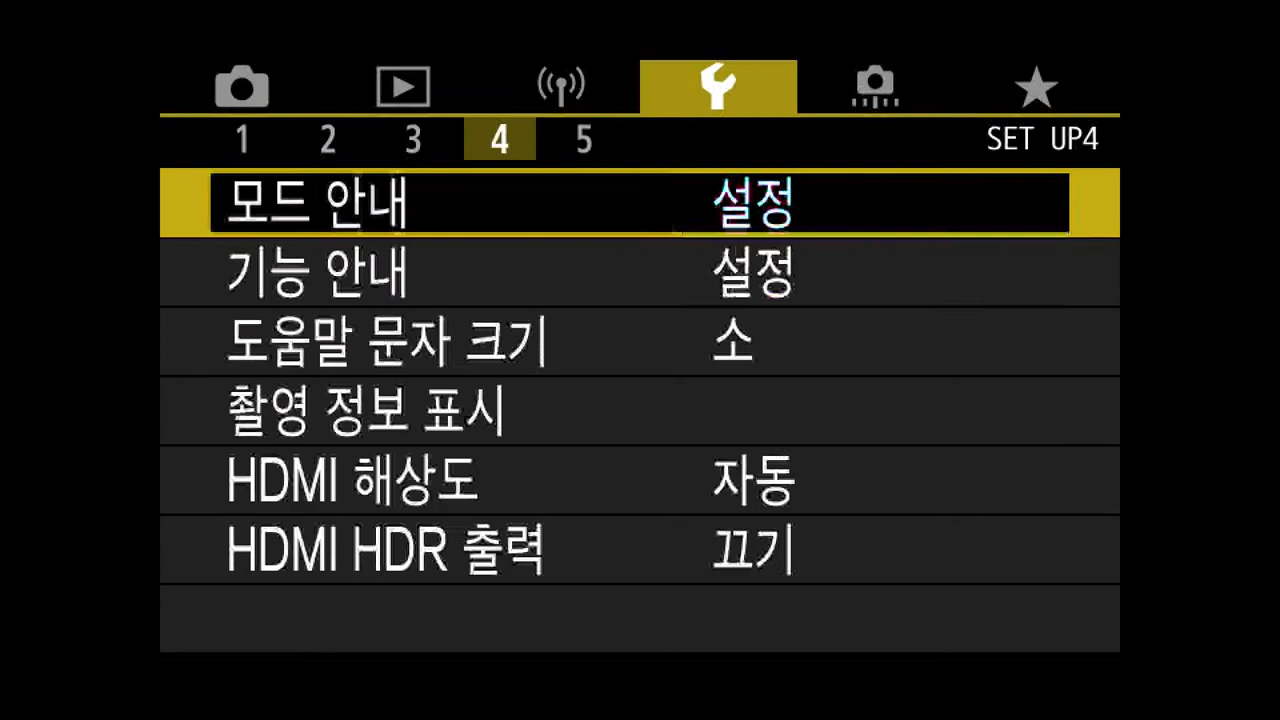 1 2 3 4 5 SET UP4
모드 안내 설정
기능 안내 설정
도움말 문자 크기 소
촬영 정보 표시
HDMI 해상도 자동
HDMI HDR 출력 끄기